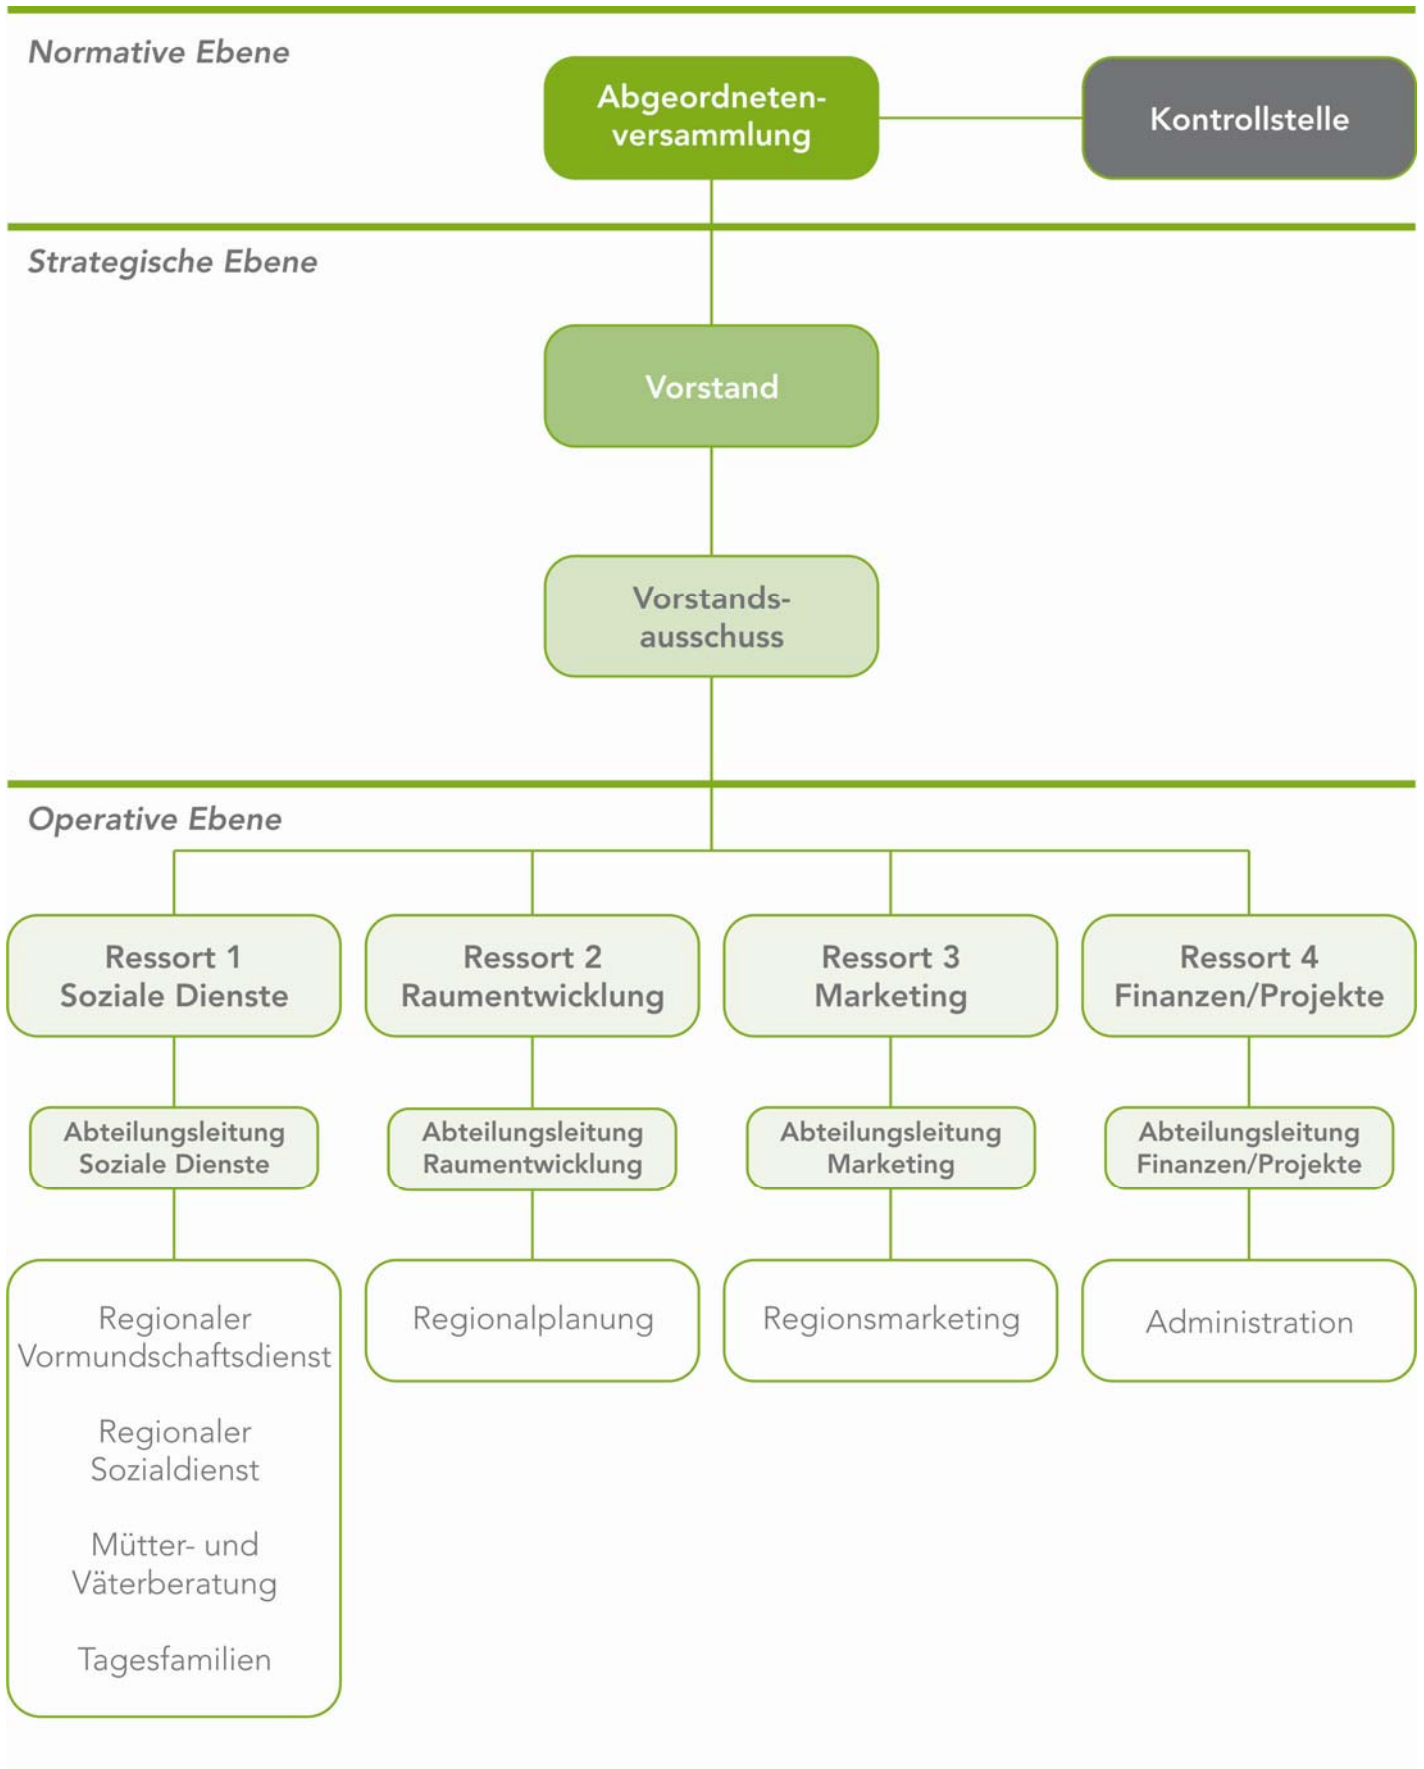 Normative Ebene
Abgeordneten-
versammlung
Kontrollstelle
Strategische Ebene
Vorstand
Vorstands-
ausschuss
Operative Ebene
Ressort 1
Soziale Dienste
Ressort 2
Raumentwicklung
Ressort 3
Marketing
Ressort 4
Finanzen/Projekte
Abteilungsleitung
Soziale Dienste
Abteilungsleitung
Raumentwicklung
Abteilungsleitung
Marketing
Abteilungsleitung
Finanzen/Projekte
Regionaler
Vormundschaftsdienst
Regionaler
Sozialdienst
Mütter- und
Väterberatung
Tagesfamilien
Regionalplanung
Regionsmarketing
Administration